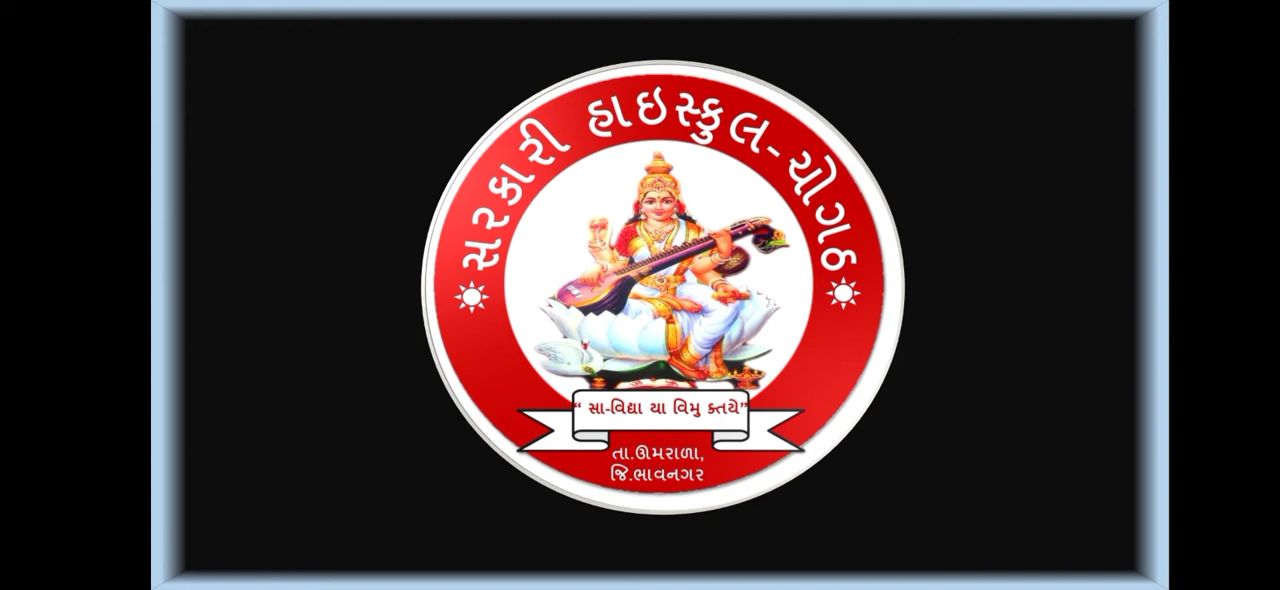 સરકારી હાઇસ્કુલ-ચોગઠ
“ સા-વિદ્યા યા વિમુ ક્તયે”
તા.ઊમરાળા,
જિ.ભાવનગર